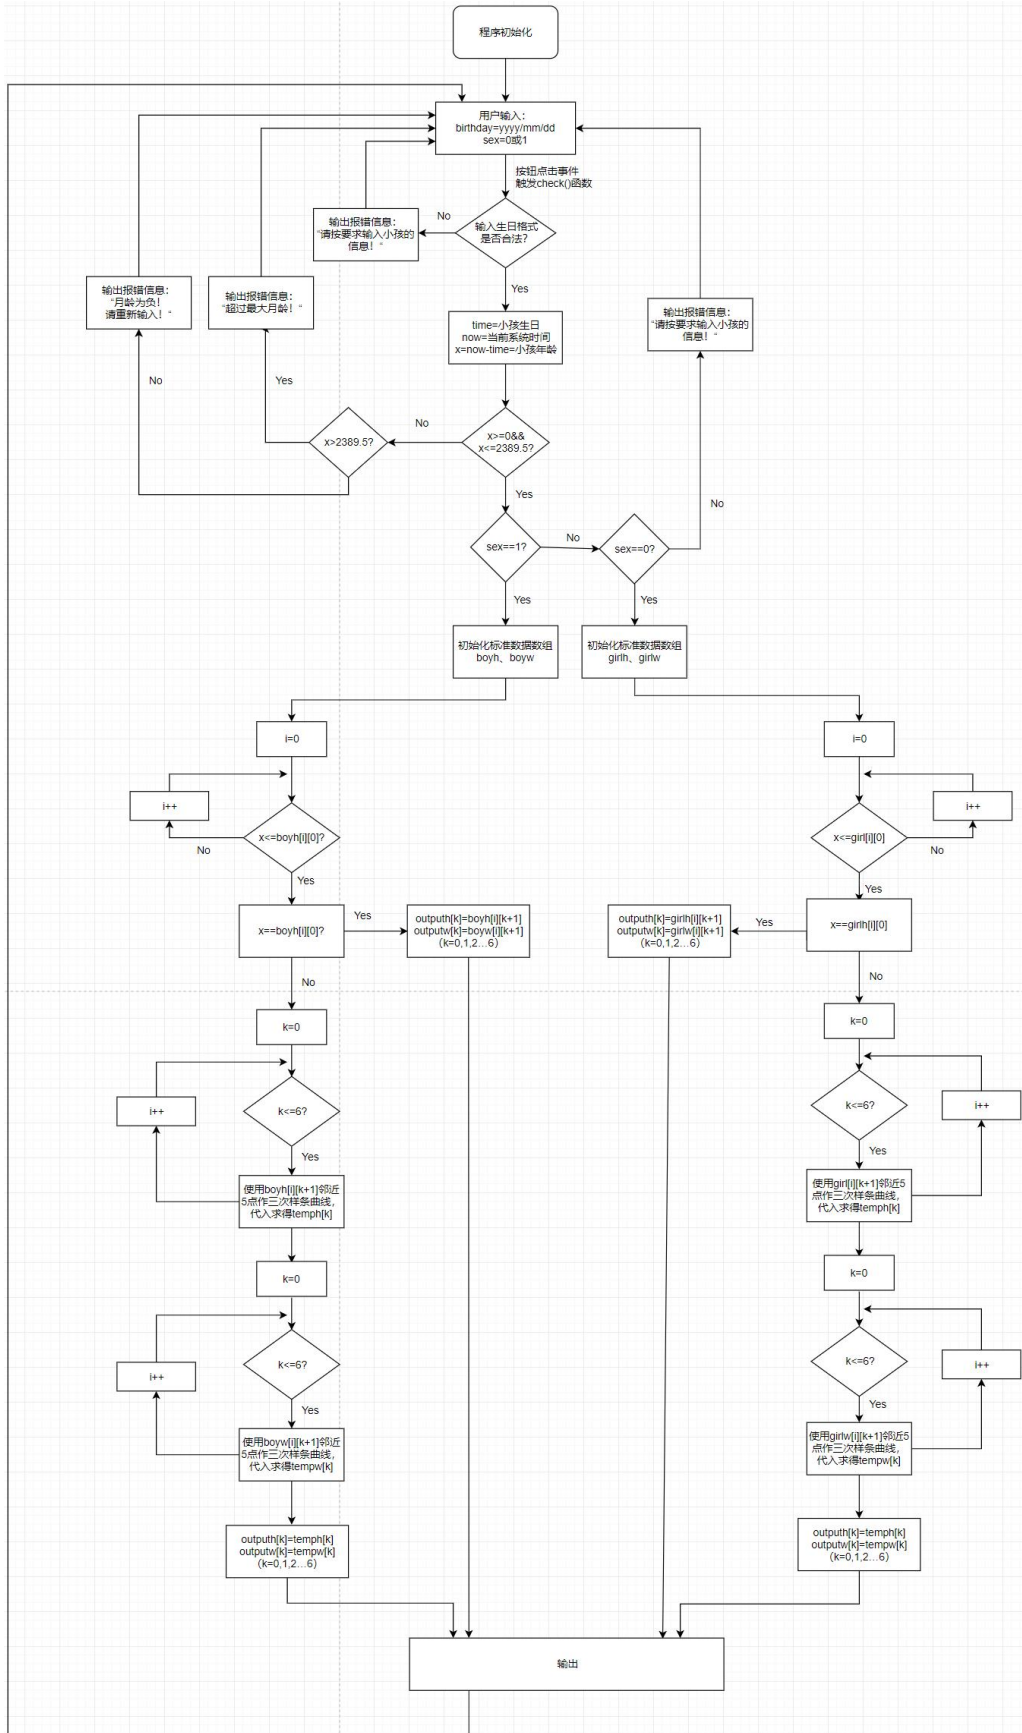 程序初始化
用户输入：
birthday=yyyy/mm/dd
sex=0或1
按钮点击事件
触发check()函数
输出报错信息：
“请按要求输入小孩的
信息！“
No
输入生日格式
是否合法？
Yes
输出报错信息：
“月龄为负！
请重新输入！“
输出报错信息：
“超过最大月龄！“
time=小孩生日
now=当前系统时间
x=now-time=小孩年龄
输出报错信息：
“请按要求输入小孩的
信息！“
No
Yes
x>2389.5?
No
x>=0&&
x<=2389.5?
Yes
No
sex==1?
No
sex==0?
Yes
Yes
初始化标准数据数组
boyh、boyw
初始化标准数据数组
girlh、girlw
i=0
i=0
i++
i++
x<=boyh[i][0]?
No
x<=girl[i][0]
No
Yes
Yes
x==boyh[i][0]?
Yes
outputh[k]=boyh[i][k+1]
outputw[k]=boyw[i][k+1]
（k=0,1,2...6）
outputh[k]=girlh[i][k+1]
outputw[k]=girlw[i][k+1]
（k=0,1,2...6）
Yes
x==girlh[i][0]
No
No
k=0
k=0
i++
k<=6?
k<=6?
i++
Yes
Yes
使用boyh[i][k+1]邻近
5点作三次样条曲线，
代入求得temph[k]
使用girl[i][k+1]邻近5
点作三次样条曲线，
代入求得temph[k]
k=0
k=0
i++
k<=6?
k<=6?
i++
Yes
Yes
使用boyw[i][k+1]邻近
5点作三次样条曲线，
代入求得tempw[k]
使用girlw[i][k+1]邻近5
点作三次样条曲线，
代入求得tempw[k]
outputh[k]=temph[k]
outputw[k]=tempw[k]
（k=0,1,2...6）
outputh[k]=temph[k]
outputw[k]=tempw[k]
（k=0,1,2...6）
输出